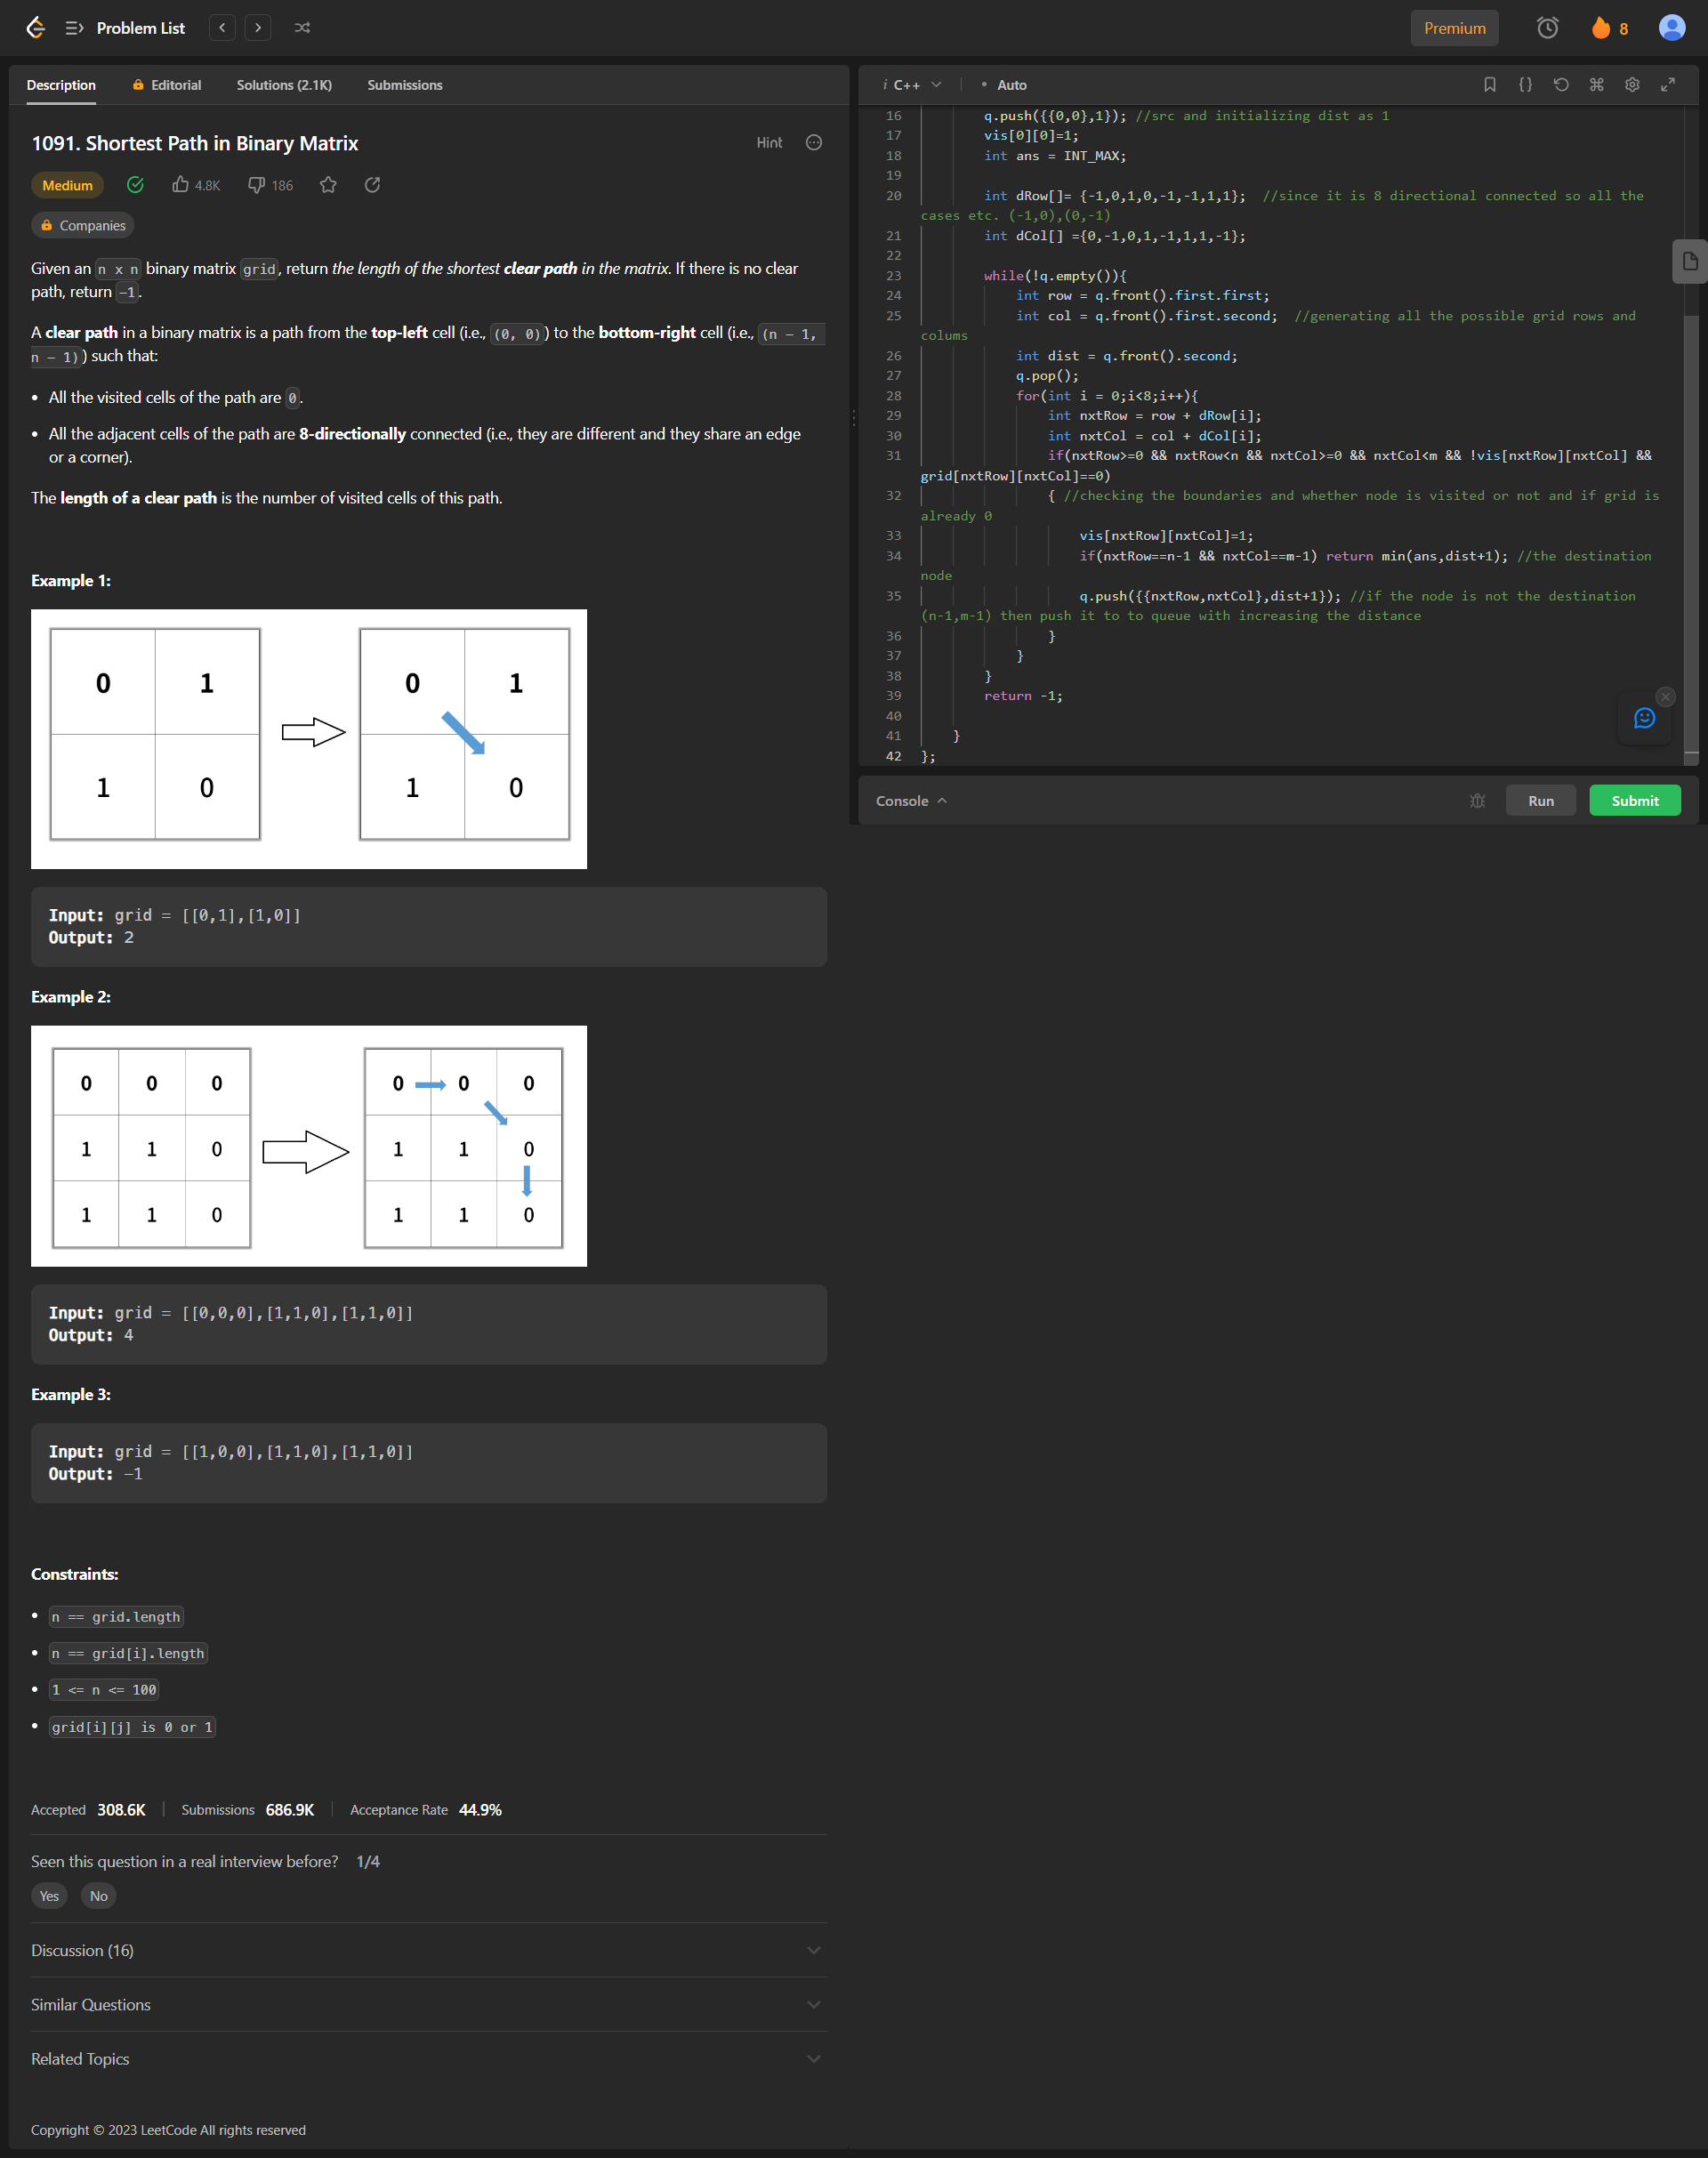 Problem List
Premium
8
Description
Editorial
Solutions (2.1K)
Submissions
1091. Shortest Path in Binary Matrix
Hint
Medium
4.8K
186
Companies
Given an n x n binary matrix grid, return the length of the shortest clear path in the matrix. If there is no clear
path, return -1.
A clear path in a binary matrix is a path from the top-left cell (i.e., (0, 0)) to the bottom-right cell (i.e., (n - 1,
n - 1)) such that:
• All the visited cells of the path are 0.
• All the adjacent cells of the path are 8-directionally connected (i.e., they are different and they share an edge
or a corner).
The length of a clear path is the number of visited cells of this path.
Example 1:
0 1 0 1
1 0 1 0
Input: grid = [[0,1],[1,0]]
Output: 2
Example 2:
0 0 0 0 0 0
1 1 0 1 1 0
1 1 0 1 1 0
Input: grid = [[0,0,0],[1,1,0],[1,1,0]]
Output: 4
Example 3:
Input: grid = [[1,0,0],[1,1,0],[1,1,0]]
Output: -1
Constraints:
• n == grid.length
• n == grid[i].length
• 1 <= n <= 100
• grid[i][j] is 0 or 1
Accepted 308.6K Submissions 686.9K Acceptance Rate 44.9%
Seen this question in a real interview before? 1/4
Yes No
Discussion (16)
Similar Questions
Related Topics
Copyright © 2023 LeetCode All rights reserved
i C++ • Auto
16 q.push({{0,0},1}); //src and initializing dist as 1
17 vis[0][0]=1;
18 int ans = INT_MAX;
19
20 int dRow[]= {-1,0,1,0,-1,-1,1,1}; //since it is 8 directional connected so all the
cases etc. (-1,0),(0,-1)
21 int dCol[] ={0,-1,0,1,-1,1,1,-1};
22
23 while(!q.empty()){
24 int row = q.front().first.first;
25 int col = q.front().first.second; //generating all the possible grid rows and
colums
26 int dist = q.front().second;
27 q.pop();
28 for(int i = 0;i<8;i++){
29 int nxtRow = row + dRow[i];
30 int nxtCol = col + dCol[i];
31 if(nxtRow>=0 && nxtRow<n && nxtCol>=0 && nxtCol<m && !vis[nxtRow][nxtCol] &&
grid[nxtRow][nxtCol]==0)
32 { //checking the boundaries and whether node is visited or not and if grid is
already 0
33 vis[nxtRow][nxtCol]=1;
34 if(nxtRow==n-1 && nxtCol==m-1) return min(ans,dist+1); //the destination
node
35 q.push({{nxtRow,nxtCol},dist+1}); //if the node is not the destination
(n-1,m-1) then push it to to queue with increasing the distance
36 }
37 }
38 }
39 return -1;
40
41 }
42 };
Console
Run
Submit